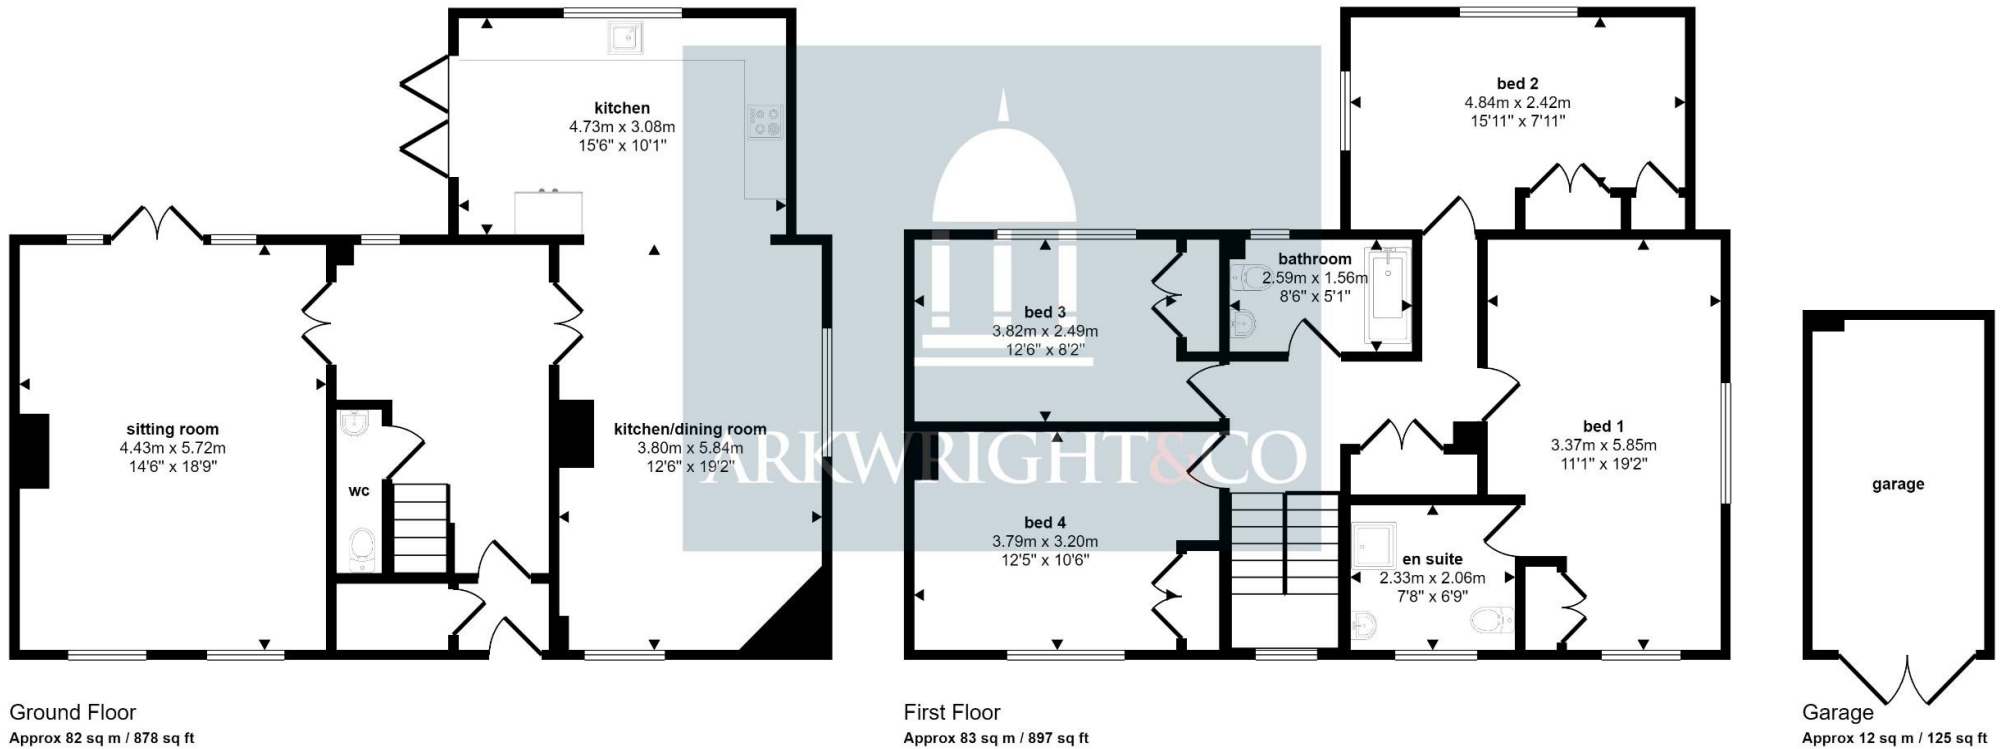 kitchen
4.73m x 3.08m
15'6" x 10'1"
sitting room
4.43m x 5.72m
14'6" x 18'9"
wc
kitchen/dining room
3.80m x 5.84m
12'6" x 19'2"
Ground Floor
Approx 82 sq m / 878 sq ft
ARKWRIGHT&CO
bed 2
4.84m x 2.42m
15'11" x 7'11"
bathroom
2.59m x 1.56m
8'6" x 5'1"
bed 3
3.82m x 2.49m
12'6" x 8'2"
bed 1
3.37m x 5.85m
11'1" x 19'2"
bed 4
3.79m x 3.20m
12'5" x 10'6"
en suite
2.33m x 2.06m
7'8" x 6'9"
First Floor
Approx 83 sq m / 897 sq ft
garage
Garage
Approx 12 sq m / 125 sq ft